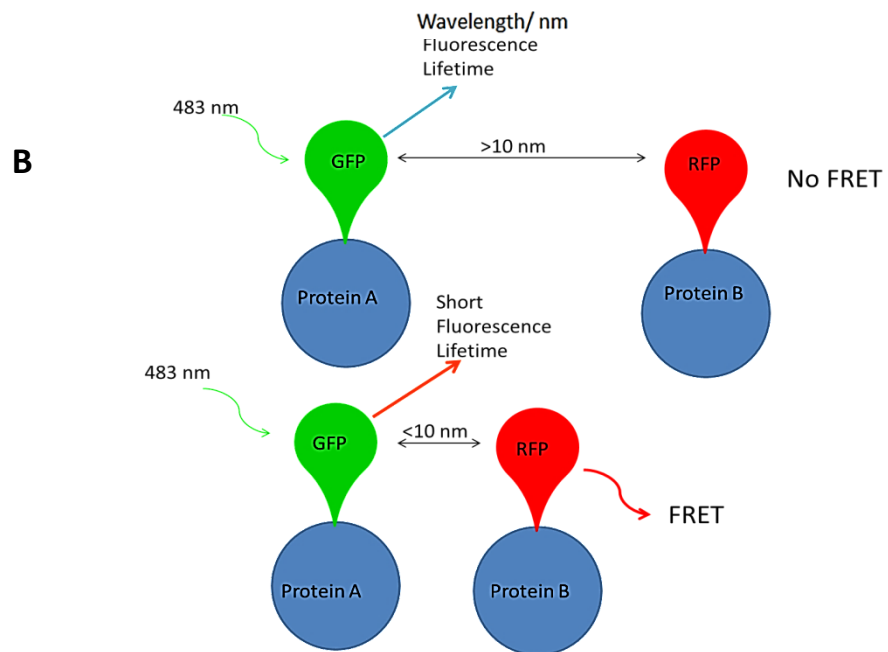 Wavelength/ nm
Fluorescence
Lifetime
483 nm
B
GFP
>10 nm
RFP
No FRET
Protein A
Protein B
Short
Fluorescence
Lifetime
483 nm
GFP
<10 nm
RFP
FRET
Protein A
Protein B